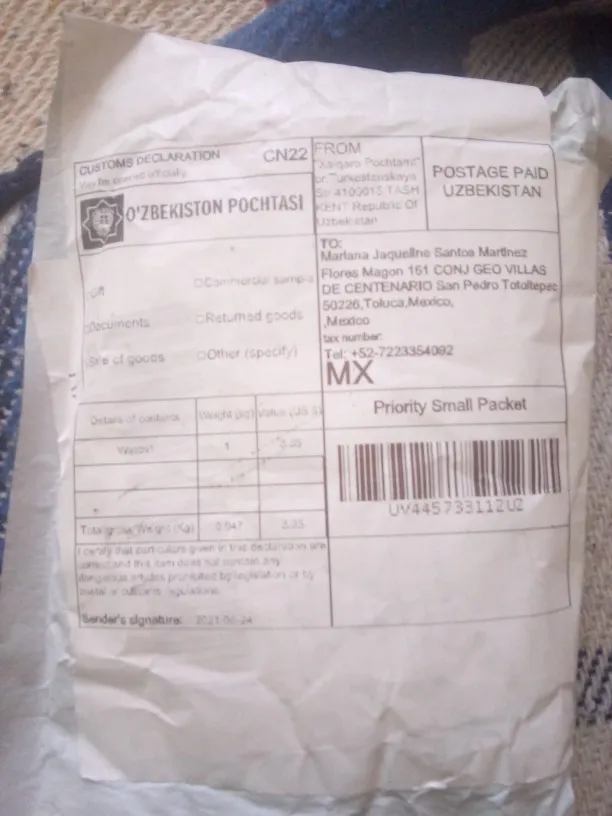 CUSTOMS DECLARATION CN22
May be opened officially
O'ZBEKISTON POCHTASI
Gift □Commercial sample
□Documents □Returned goods
Sale of goods □Other (specify)
Details of contents Weight (kg) Value (US $)
1 3.35
Total gross Weight (Kg) 0.047 3.35
I certify that particulars given in this declaration are
correct and this item does not contain any
dangerous articles prohibited by legislation or by
postal or customs regulations
Sender's signature: 2021-06-24
FROM
"Xalqaro Pochtamt"
Turkestanskaya
4100015 TASH
KENT Republic Of
Uzbekistan
POSTAGE PAID
UZBEKISTAN
TO:
Mariana Jaqueline Santos Martinez
Flores Magon 161 CONJ GEO VILLAS
DE CENTENARIO San Pedro Totoltepec
50226,Toluca,Mexico,
,Mexico
tax number:
Tel: +52-7223354092
MX
Priority Small Packet
UV445733112UZ